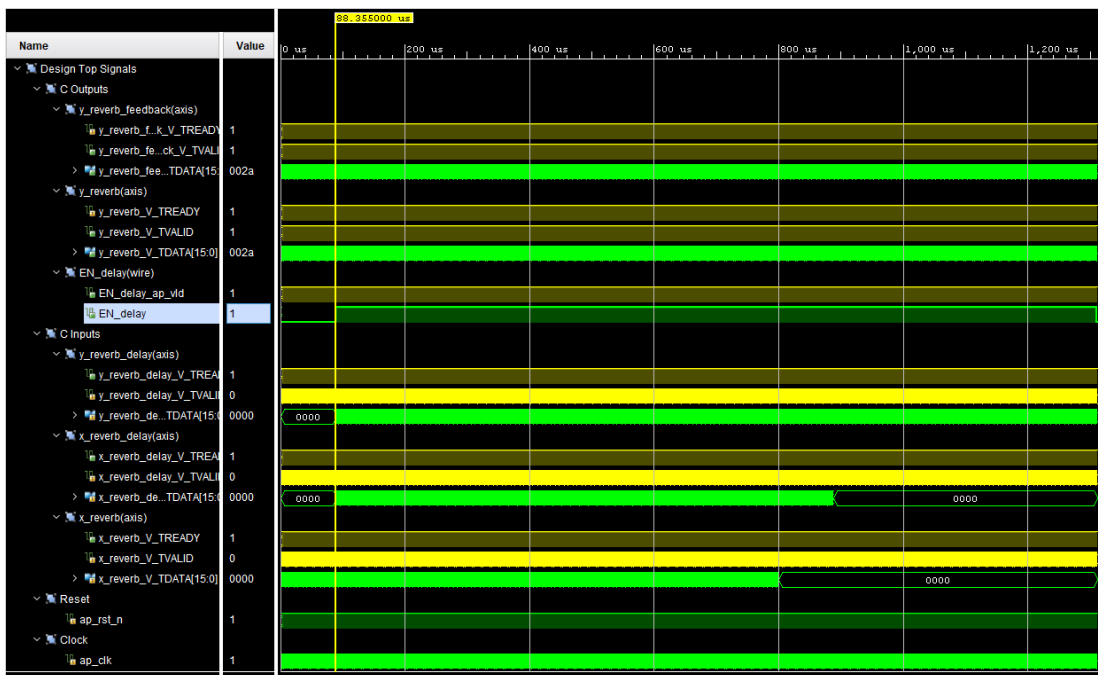 88.355000 us
Name Value 0 us 200 us 400 us 600 us 800 us 1,000 us 1,200 us
Design Top Signals
C Outputs
y_reverb_feedback(axis)
y_reverb_f...k_V_TREADY 1
y_reverb_fe...ck_V_TVALI 1
y_reverb_fee...TDATA[15: 002a
y_reverb(axis)
y_reverb_V_TREADY 1
y_reverb_V_TVALID 1
y_reverb_V_TDATA[15:0] 002a
EN_delay(wire)
EN_delay_ap_vld 1
EN_delay 1
C Inputs
y_reverb_delay(axis)
y_reverb_delay_V_TREA 1
y_reverb_delay_V_TVALI 0
y_reverb_de...TDATA[15:0 0000 0000
x_reverb_delay(axis)
x_reverb_delay_V_TREA 1
x_reverb_delay_V_TVALI 0
x_reverb_de...TDATA[15:0 0000 0000 0000
x_reverb(axis)
x_reverb_V_TREADY 1
x_reverb_V_TVALID 0
x_reverb_V_TDATA[15:0] 0000 0000
Reset
ap_rst_n 1
Clock
ap_clk 1